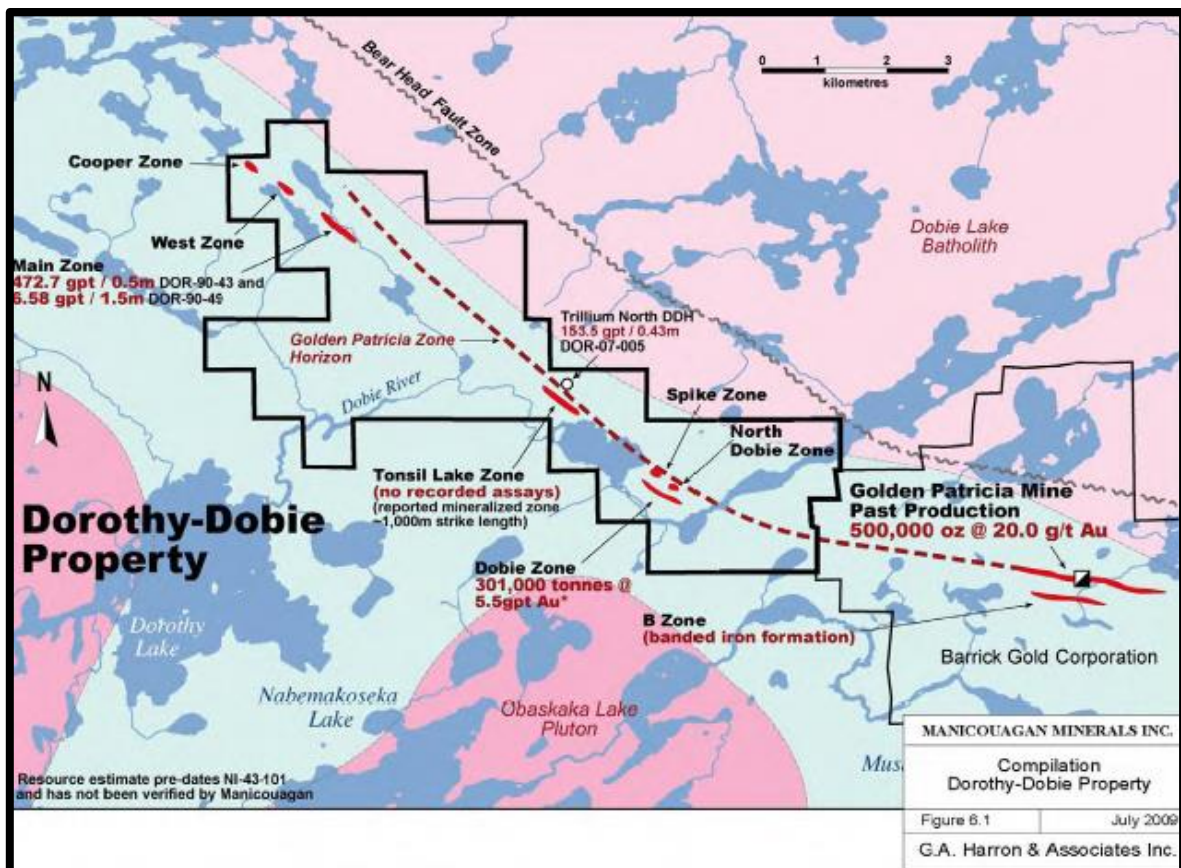 Bear Head Fault Zone
0 1 2 3
kilometres
Cooper Zone
West Zone
Main Zone
472.7 gpt / 0.5m DOR-90-43 and
6.58 gpt / 1.5m DOR-90-49
Dobie Lake
Batholith
Trillium North DDH
153.5 gpt / 0.43m
DOR-07-005
Golden Patricia Zone
Horizon
N
Dobie River
Spike Zone
North
Dobie Zone
Tonsil Lake Zone
(no recorded assays)
(reported mineralized zone
~1,000m strike length)
Golden Patricia Mine
Past Production
500,000 oz @ 20.0 g/t Au
Dorothy-Dobie
Property
Dobie Zone
301,000 tonnes @
5.5gpt Au*
B Zone
(banded iron formation)
Barrick Gold Corporation
Dorothy
Lake
Nabemakoseka
Lake
Obaskaka Lake
Pluton
Resource estimate pre-dates NI-43-101
and has not been verified by Manicouagan
MANICOUAGAN MINERALS INC.
Compilation
Dorothy-Dobie Property
Figure 6.1 July 2009
G.A. Harron & Associates Inc.